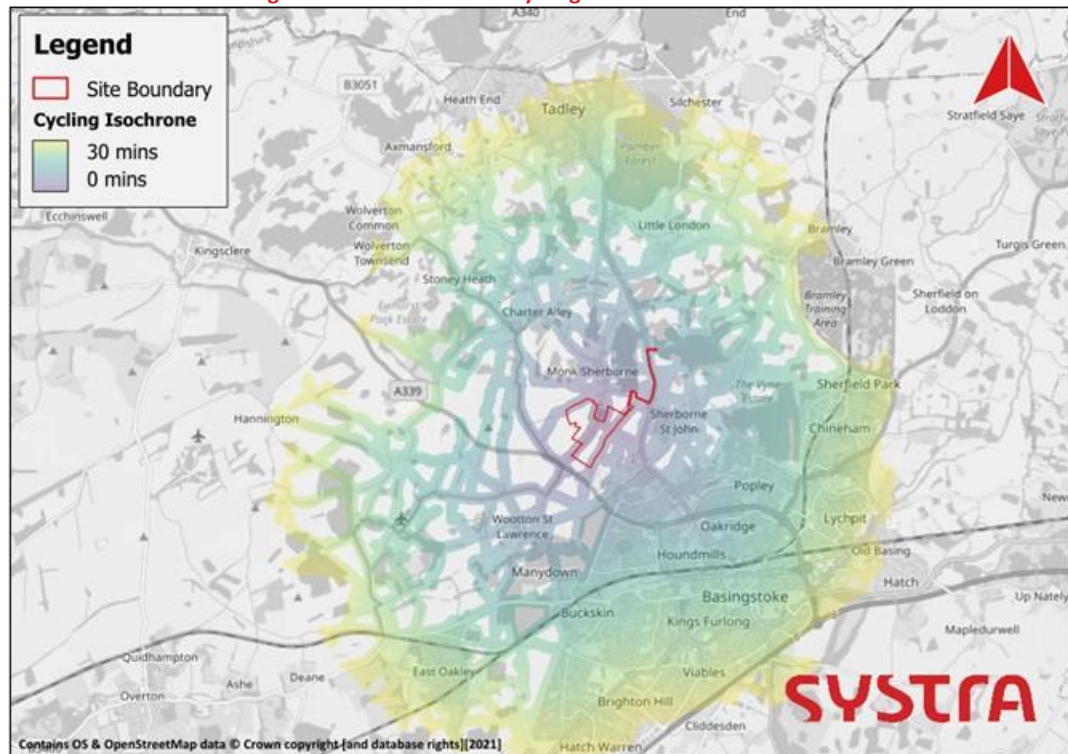 A340
End
Legend
Site Boundary
Cycling Isochrone
30 mins
0 mins
B3051
Heath End
Tadley
Silchester
Stratfield Saye
Axmansford
Pamber
Forest
Ecchinswell
Wolverton
Common
Kingsclere
Wolverton
Townsend
Little London
Bramley
Turgis Green
Bramley Green
Stoney Heath
Ewhurst
Park Estate
Charter Alley
Bramley
Training
Area
Sherfield on
Loddon
Monk Sherborne
A339
The Vyne
Estate
Sherfield Park
Hannington
Sherborne
St John
Chineham
Popley
Wootton St
Lawrence
Oakridge
Lychpit
Houndmills
Old Basing
Manydown
Hatch
Basingstoke
Up Nately
Buckskin
Kings Furlong
Mapledurwell
Quidhampton
East Oakley
Viables
Ashe
Deane
Overton
Brighton Hill
SYSTRA
Cliddesden
Hatch Warren
Contains OS & OpenStreetMap data © Crown copyright [and database rights][2021]